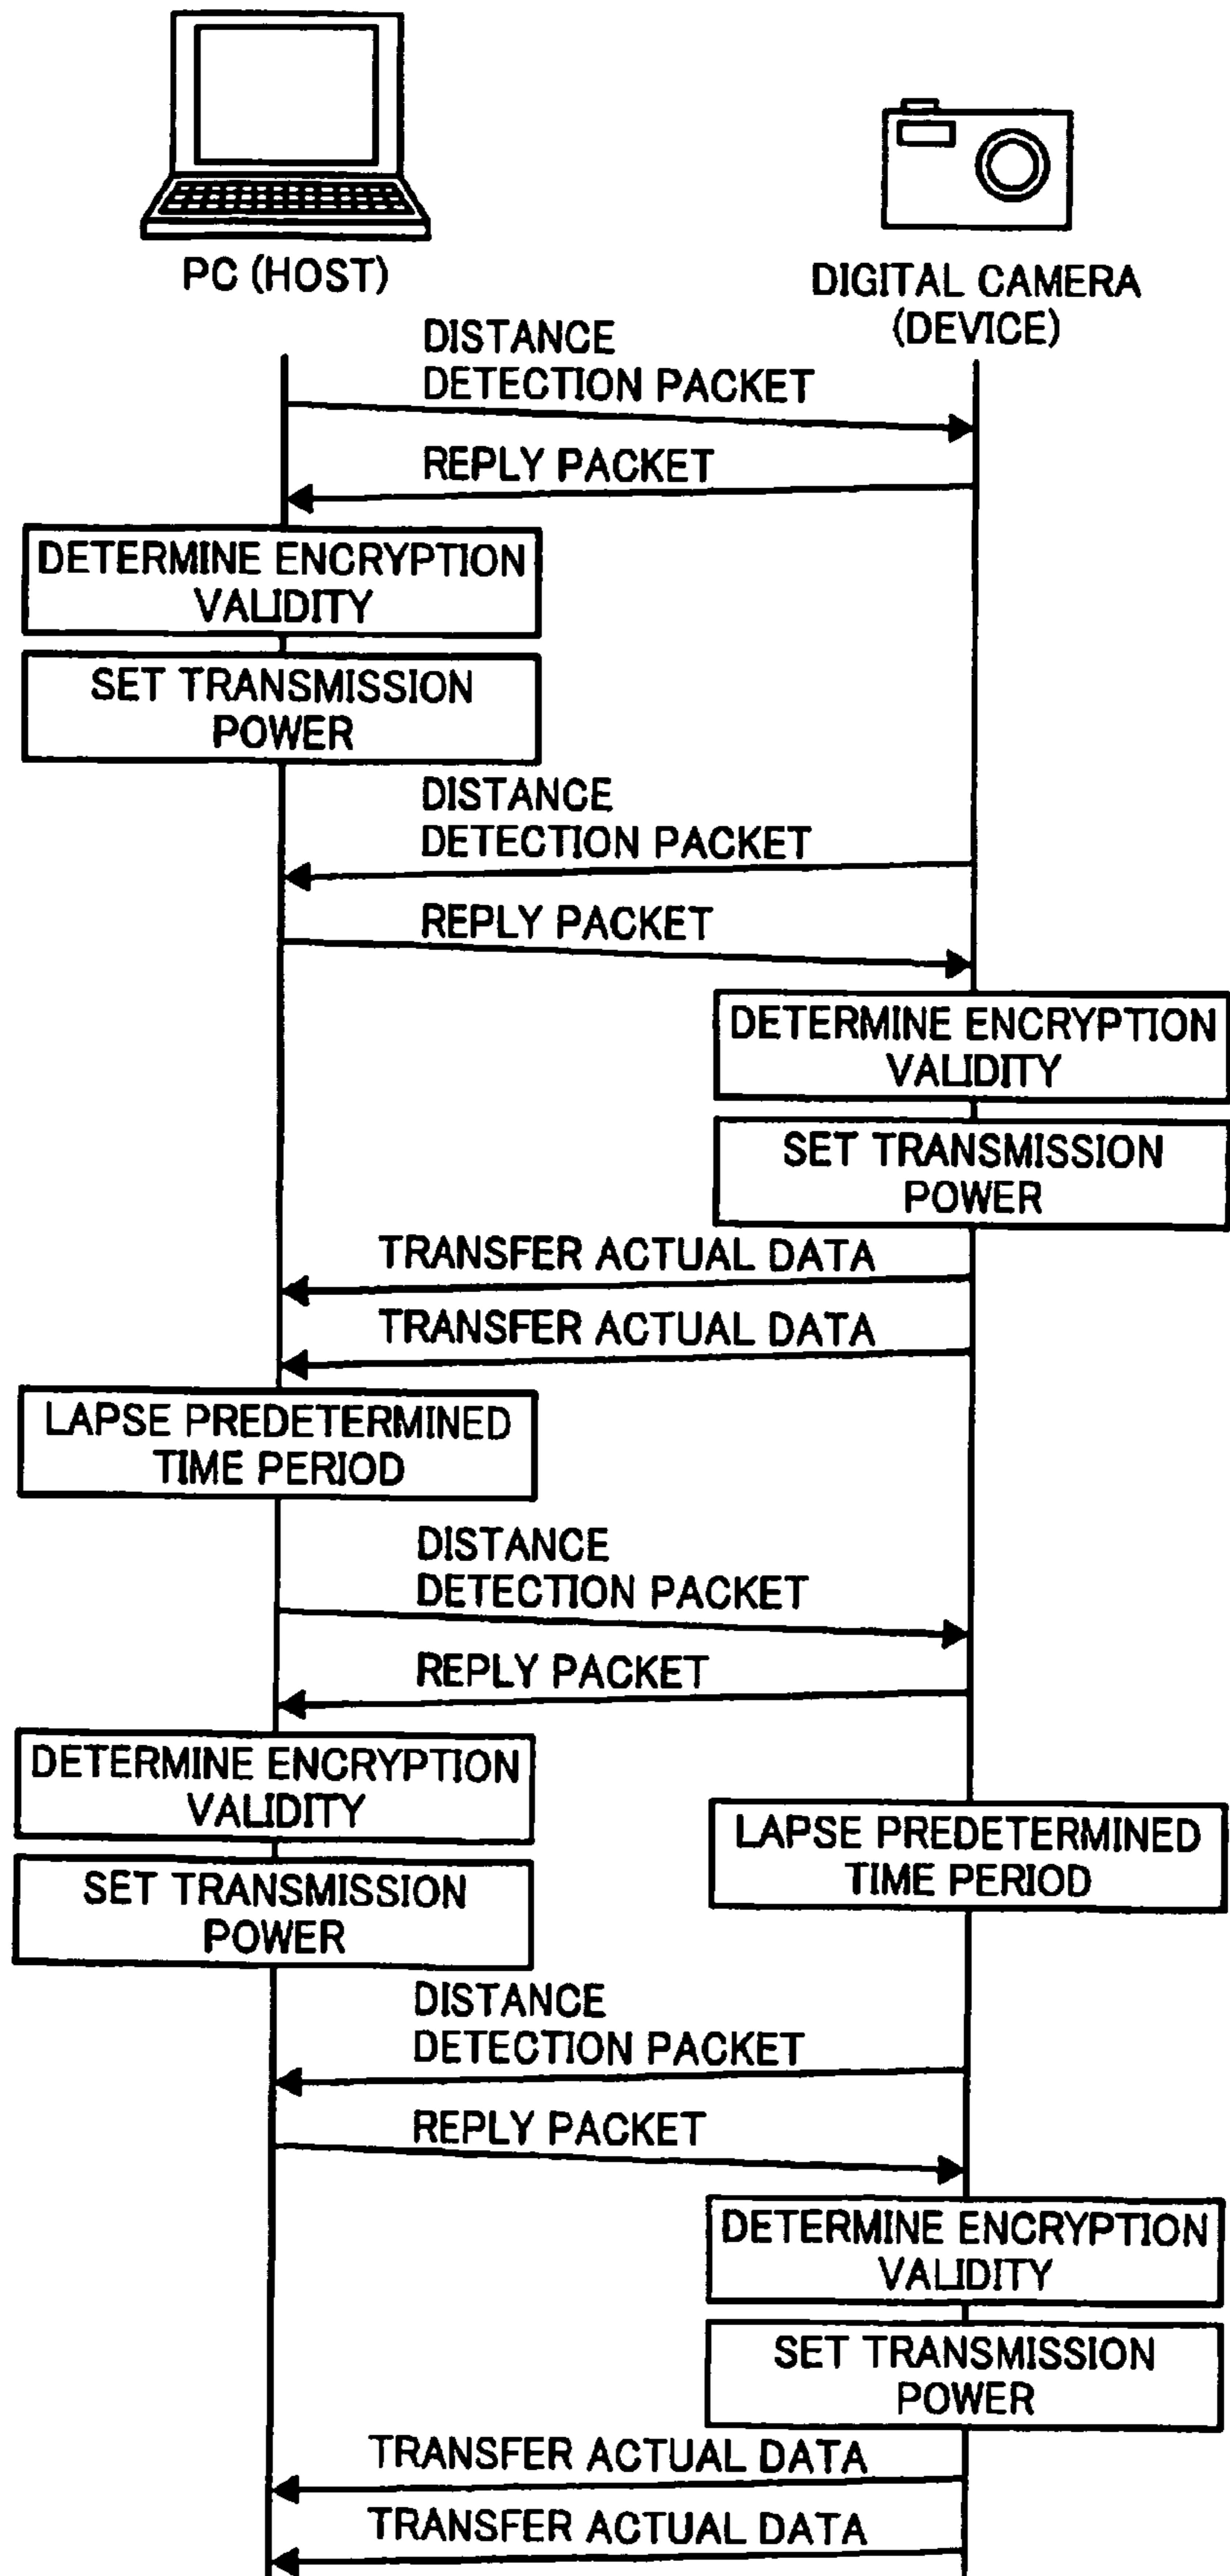 PC (HOST)
DIGITAL CAMERA
(DEVICE)
DISTANCE
DETECTION PACKET
REPLY PACKET
DETERMINE ENCRYPTION
VALIDITY
SET TRANSMISSION
POWER
DISTANCE
DETECTION PACKET
REPLY PACKET
DETERMINE ENCRYPTION
VALIDITY
SET TRANSMISSION
POWER
TRANSFER ACTUAL DATA
TRANSFER ACTUAL DATA
LAPSE PREDETERMINED
TIME PERIOD
DISTANCE
DETECTION PACKET
REPLY PACKET
DETERMINE ENCRYPTION
VALIDITY
LAPSE PREDETERMINED
TIME PERIOD
SET TRANSMISSION
POWER
DISTANCE
DETECTION PACKET
REPLY PACKET
DETERMINE ENCRYPTION
VALIDITY
SET TRANSMISSION
POWER
TRANSFER ACTUAL DATA
TRANSFER ACTUAL DATA